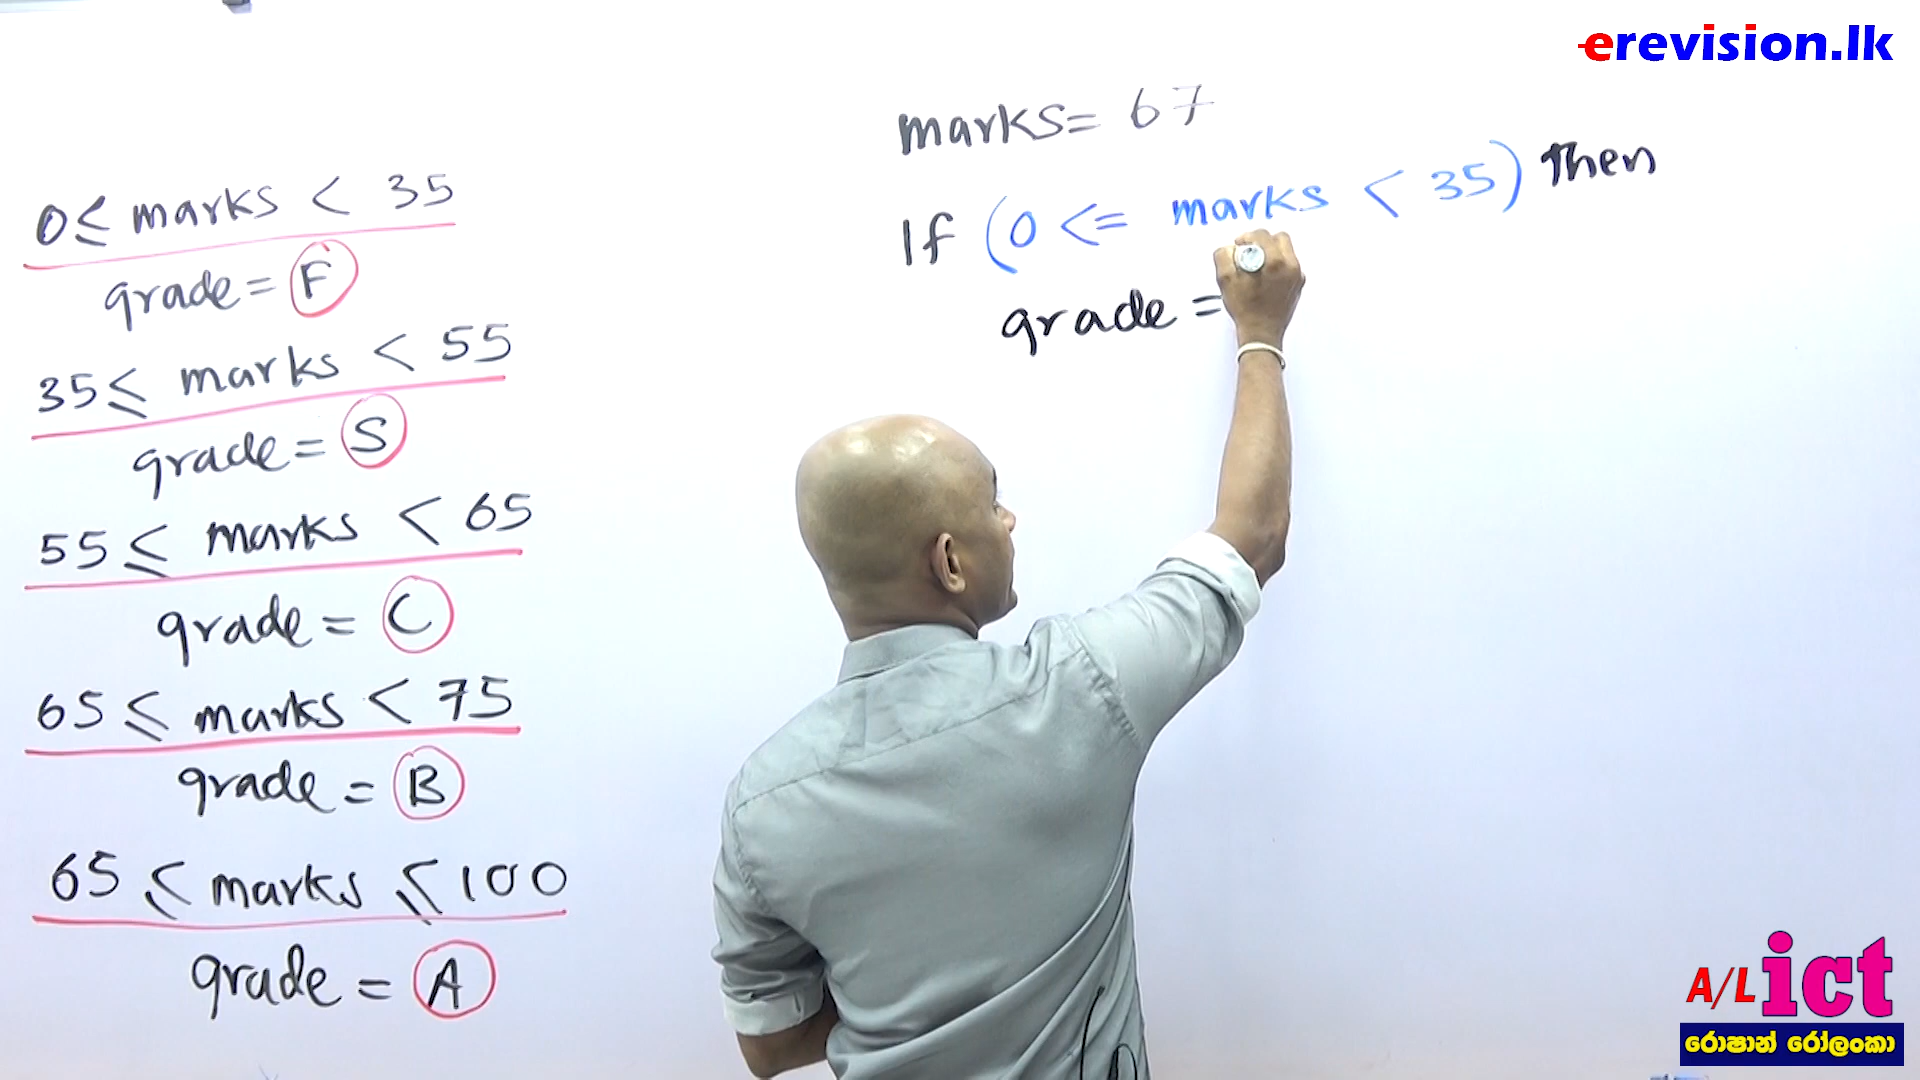 erevision.lk
0 ≤ marks < 35
grade = F
35 ≤ marks < 55
grade = S
55 ≤ marks < 65
grade = C
65 ≤ marks < 75
grade = B
65 ≤ marks ≤ 100
grade = A
marks = 67
If (0 <= marks < 35) then
grade =
A/L ict
රොෂාන් රෝලංකා